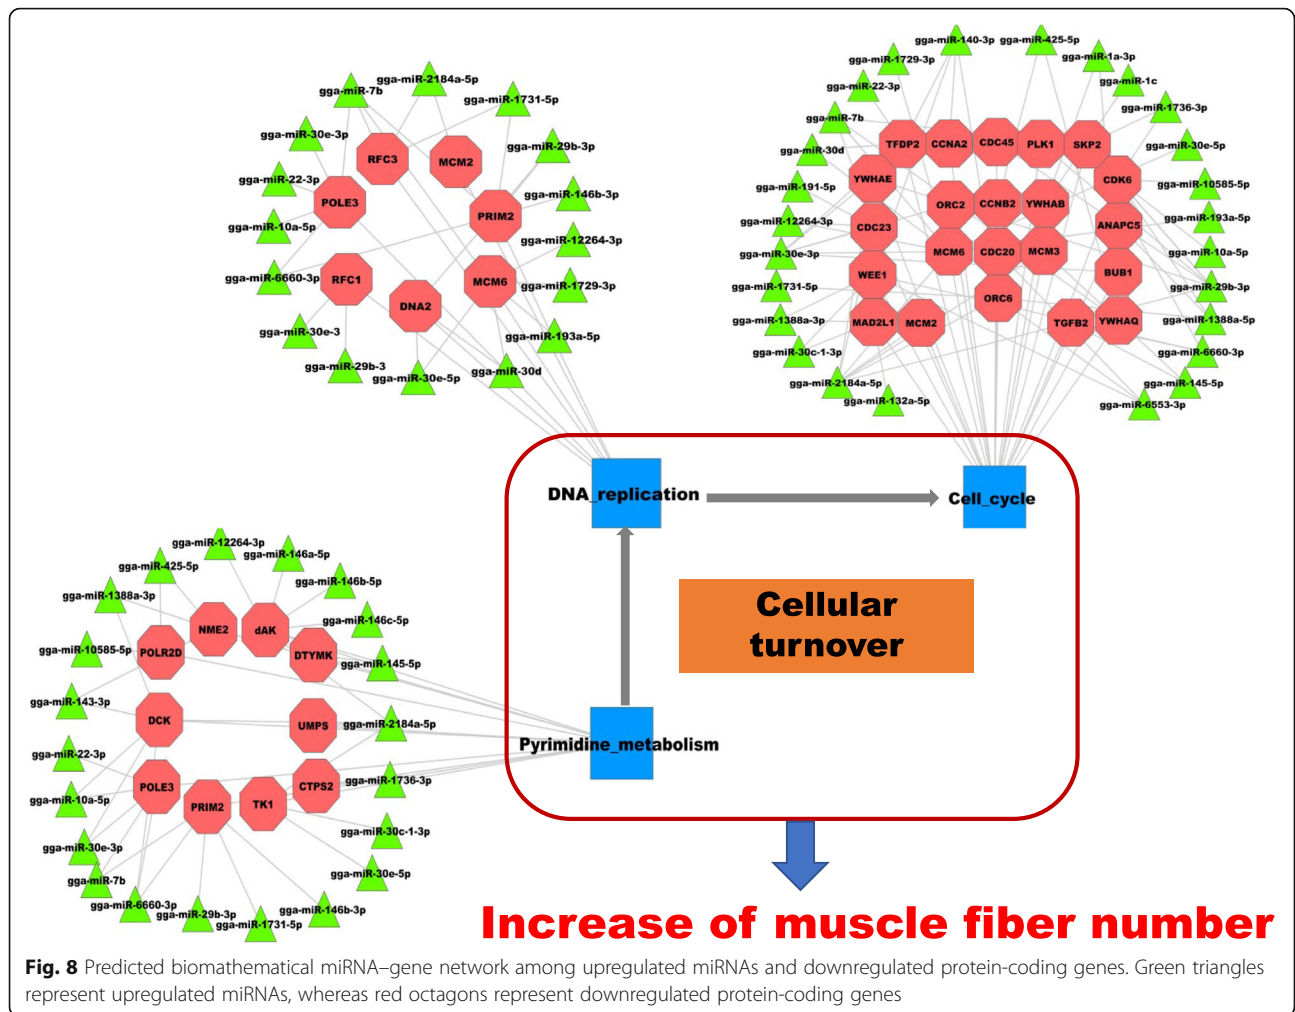 gga-miR-2184a-5p
gga-miR-7b
gga-miR-1731-5p
gga-miR-30e-3p
gga-miR-29b-3p
gga-miR-22-3p
gga-miR-146b-3p
gga-miR-10a-5p
gga-miR-12264-3p
gga-miR-6660-3p
gga-miR-1729-3p
gga-miR-30e-3
gga-miR-193a-5p
gga-miR-29b-3
gga-miR-30e-5p
gga-miR-30d
RFC3
MCM2
POLE3
PRIM2
RFC1
MCM6
DNA2
gga-miR-140-3p
gga-miR-425-5p
gga-miR-1729-3p
gga-miR-1a-3p
gga-miR-22-3p
gga-miR-1c
gga-miR-7b
gga-miR-1736-3p
gga-miR-30d
gga-miR-30e-5p
gga-miR-191-5p
gga-miR-10585-5p
gga-miR-12264-3p
gga-miR-193a-5p
gga-miR-30e-3p
gga-miR-10a-5p
gga-miR-1731-5p
gga-miR-29b-3p
gga-miR-1388a-3p
gga-miR-1388a-5p
gga-miR-30c-1-3p
gga-miR-6660-3p
gga-miR-2184a-5p
gga-miR-145-5p
gga-miR-132a-5p
gga-miR-6553-3p
TFDP2
CCNA2
CDC45
PLK1
SKP2
YWHAE
CDK6
ORC2
CCNB2
YWHAB
CDC23
ANAPC5
MCM6
CDC20
MCM3
WEE1
BUB1
ORC6
MAD2L1
MCM2
TGFB2
YWHAQ
DNA_replication
Cell_cycle
Cellular
turnover
Pyrimidine_metabolism
gga-miR-12264-3p
gga-miR-146a-5p
gga-miR-425-5p
gga-miR-146b-5p
gga-miR-1388a-3p
gga-miR-146c-5p
gga-miR-10585-5p
gga-miR-145-5p
gga-miR-143-3p
gga-miR-2184a-5p
gga-miR-22-3p
gga-miR-1736-3p
gga-miR-10a-5p
gga-miR-30c-1-3p
gga-miR-30e-3p
gga-miR-30e-5p
gga-miR-7b
gga-miR-6660-3p
gga-miR-29b-3p
gga-miR-1731-5p
gga-miR-146b-3p
NME2
dAK
POLR2D
DTYMK
DCK
UMPS
POLE3
CTPS2
PRIM2
TK1
Increase of muscle fiber number
Fig. 8 Predicted biomathematical miRNA–gene network among upregulated miRNAs and downregulated protein-coding genes. Green triangles
represent upregulated miRNAs, whereas red octagons represent downregulated protein-coding genes